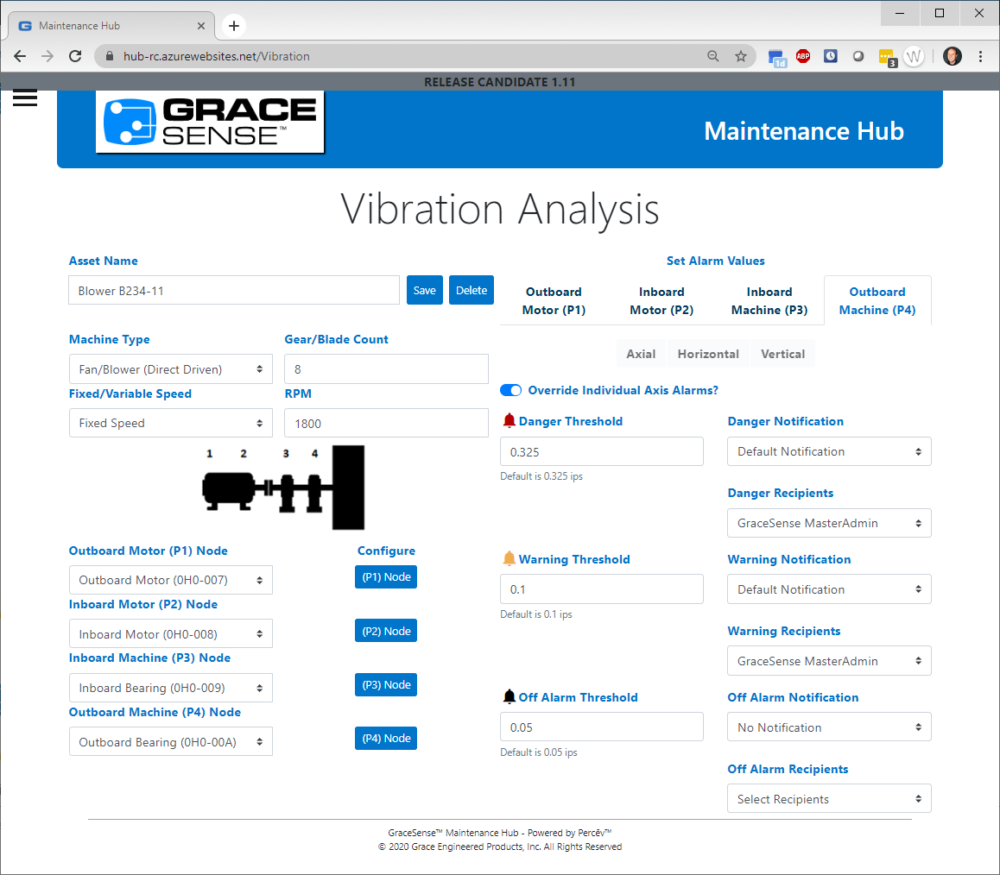 Maintenance Hub
hub-rc.azurewebsites.net/Vibration
1d
ABP
3
W
RELEASE CANDIDATE 1.11
GRACE
SENSE™
Maintenance Hub
Vibration Analysis
Asset Name
Blower B234-11
Save
Delete
Machine Type
Gear/Blade Count
Fan/Blower (Direct Driven)
8
Fixed/Variable Speed
RPM
Fixed Speed
1800
1 2 3 4
Outboard Motor (P1) Node
Configure
Outboard Motor (0H0-007)
(P1) Node
Inboard Motor (P2) Node
Inboard Motor (0H0-008)
(P2) Node
Inboard Machine (P3) Node
Inboard Bearing (0H0-009)
(P3) Node
Outboard Machine (P4) Node
Outboard Bearing (0H0-00A)
(P4) Node
Set Alarm Values
Outboard
Motor (P1)
Inboard
Motor (P2)
Inboard
Machine (P3)
Outboard
Machine (P4)
Axial
Horizontal
Vertical
Override Individual Axis Alarms?
Danger Threshold
Danger Notification
0.325
Default Notification
Default is 0.325 ips
Danger Recipients
GraceSense MasterAdmin
Warning Threshold
Warning Notification
0.1
Default Notification
Default is 0.1 ips
Warning Recipients
GraceSense MasterAdmin
Off Alarm Threshold
Off Alarm Notification
0.05
No Notification
Default is 0.05 ips
Off Alarm Recipients
Select Recipients
GraceSense™ Maintenance Hub - Powered by Percēv™
© 2020 Grace Engineered Products, Inc. All Rights Reserved